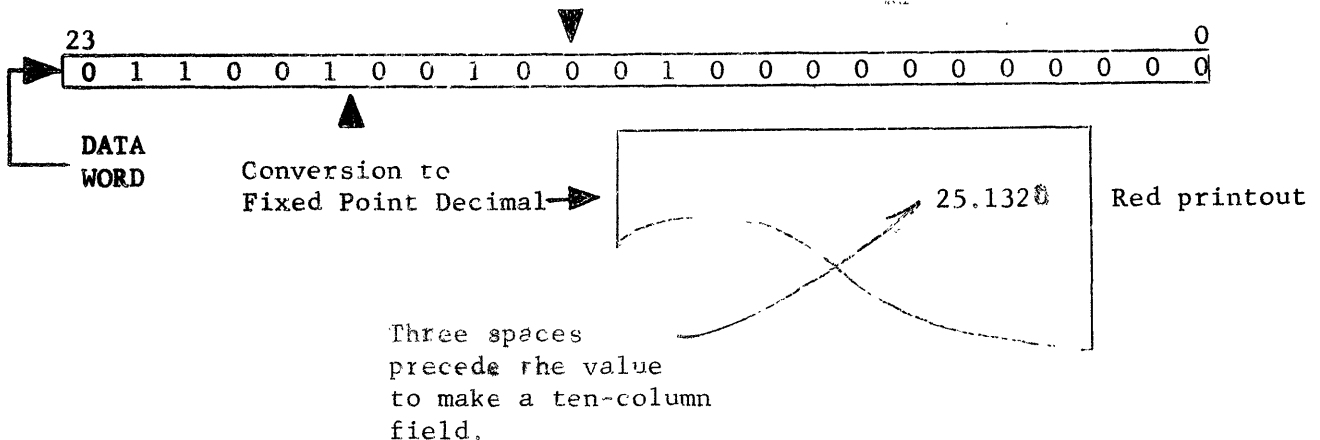 23 0
0 1 1 0 0 1 0 0 1 0 0 0 1 0 0 0 0 0 0 0 0 0 0 0
DATA
WORD
Conversion to
Fixed Point Decimal
25.1328
Red printout
Three spaces
precede the value
to make a ten-column
field.